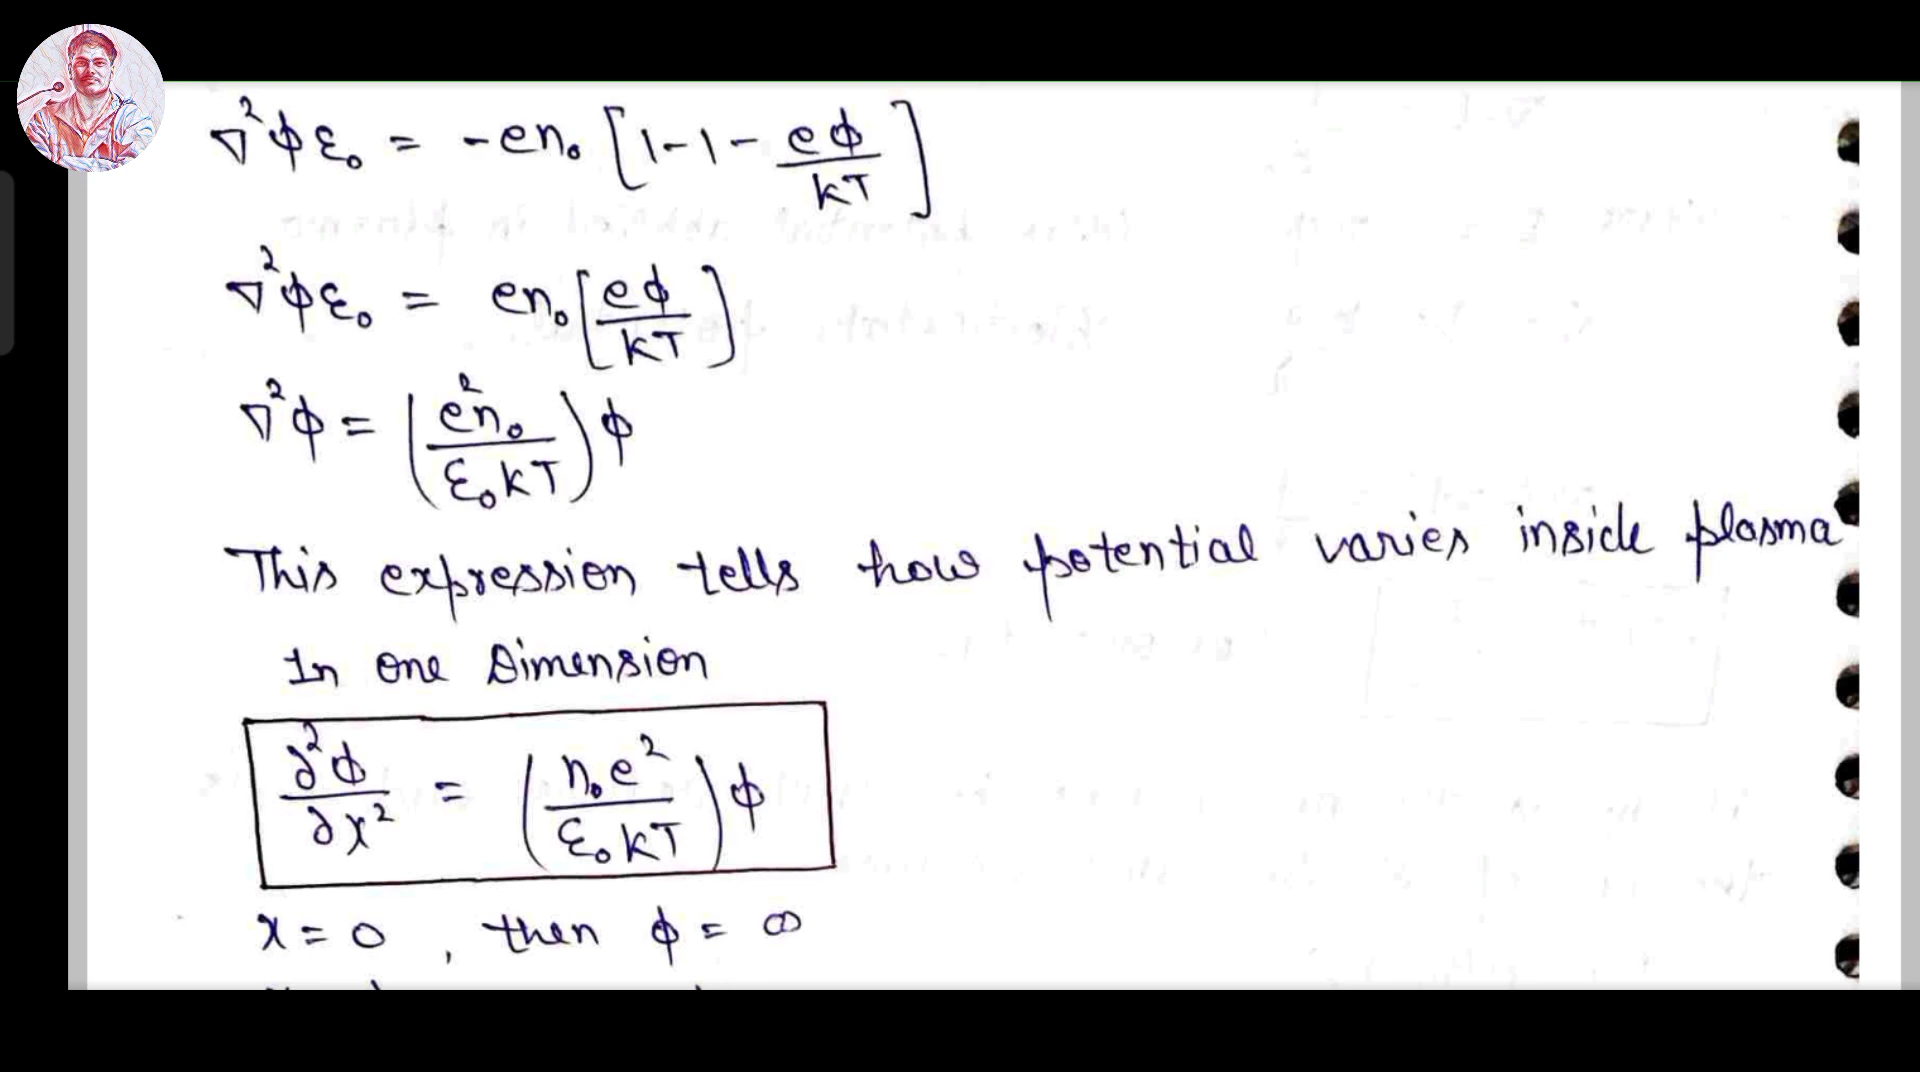 ∇²φε₀ = -en₀ [1-1- eφ/kT]
∇²φε₀ = en₀ [eφ/kT]
∇²φ = (e²n₀/ε₀kT) φ
This expression tells how potential varies inside plasma
In one Dimension
∂²φ/∂x² = (n₀e²/ε₀kT) φ
x = 0 , then φ = ∞